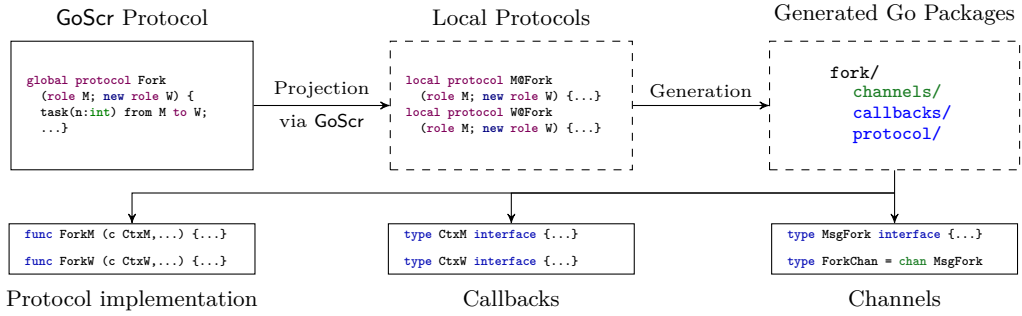 GoScr Protocol
global protocol Fork
(role M; new role W) {
task(n:int) from M to W;
...}
Projection
via GoScr
Local Protocols
local protocol M@Fork
(role M; new role W) {...}
local protocol W@Fork
(role M; new role W) {...}
Generation
Generated Go Packages
fork/
channels/
callbacks/
protocol/
func ForkM (c CtxM,...) {...}
func ForkW (c CtxW,...) {...}
Protocol implementation
type CtxM interface {...}
type CtxW interface {...}
Callbacks
type MsgFork interface {...}
type ForkChan = chan MsgFork
Channels